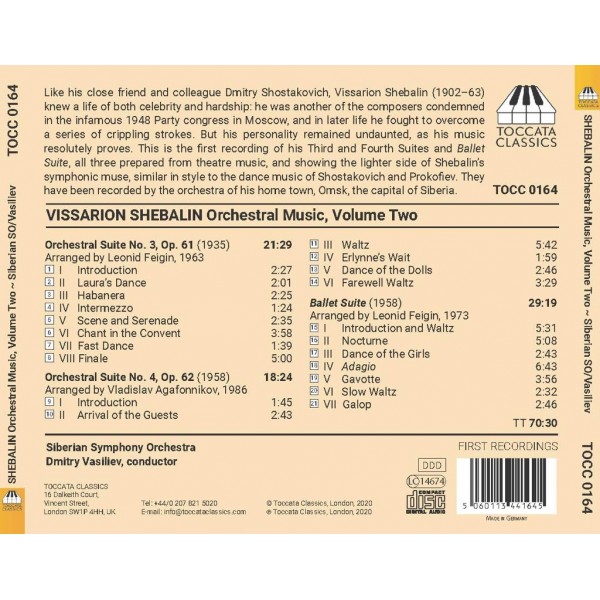 TOCC 0164
SHEBALIN Orchestral Music, Volume Two ~ Siberian SO/Vasiliev
Like his close friend and colleague Dmitry Shostakovich, Vissarion Shebalin (1902–63)
knew a life of both celebrity and hardship: he was another of the composers condemned
in the infamous 1948 Party congress in Moscow, and in later life he fought to overcome
a series of crippling strokes. But his personality remained undaunted, as his music
resolutely proves. This is the first recording of his Third and Fourth Suites and Ballet
Suite, all three prepared from theatre music, and showing the lighter side of Shebalin's
symphonic muse, similar in style to the dance music of Shostakovich and Prokofiev. They
have been recorded by the orchestra of his home town, Omsk, the capital of Siberia.
TOCCATA
CLASSICS
TOCC 0164
VISSARION SHEBALIN Orchestral Music, Volume Two
Orchestral Suite No. 3, Op. 61 (1935) 21:29
Arranged by Leonid Feigin, 1963
1 I Introduction 2:27
2 II Laura's Dance 2:01
3 III Habanera 2:25
4 IV Intermezzo 1:24
5 V Scene and Serenade 2:35
6 VI Chant in the Convent 3:58
7 VII Fast Dance 1:39
8 VIII Finale 5:00
Orchestral Suite No. 4, Op. 62 (1958) 18:24
Arranged by Vladislav Agafonnikov, 1986
9 I Introduction 1:45
10 II Arrival of the Guests 2:43
11 III Waltz 5:42
12 IV Erlynne's Wait 1:59
13 V Dance of the Dolls 2:46
14 VI Farewell Waltz 3:29
Ballet Suite (1958) 29:19
Arranged by Leonid Feigin, 1973
15 I Introduction and Waltz 5:31
16 II Nocturne 5:08
17 III Dance of the Girls 2:43
18 IV Adagio 6:43
19 V Gavotte 3:56
20 VI Slow Waltz 2:32
21 VII Galop 2:46
TT 70:30
Siberian Symphony Orchestra
Dmitry Vasiliev, conductor
FIRST RECORDINGS
TOCCATA CLASSICS
16 Dalkeith Court,
Vincent Street,
London SW1P 4HH, UK
Tel.: +44/0 207 821 5020
E-mail: info@toccataclassics.com
© Toccata Classics, London, 2020
℗ Toccata Classics, London, 2020
DDD
LC 14674
COMPACT
disc
DIGITAL AUDIO
5 060113 441645
MADE IN GERMANY
TOCCATA
CLASSICS
SHEBALIN Orchestral Music, Volume Two ~ Siberian SO/Vasiliev
TOCC 0164